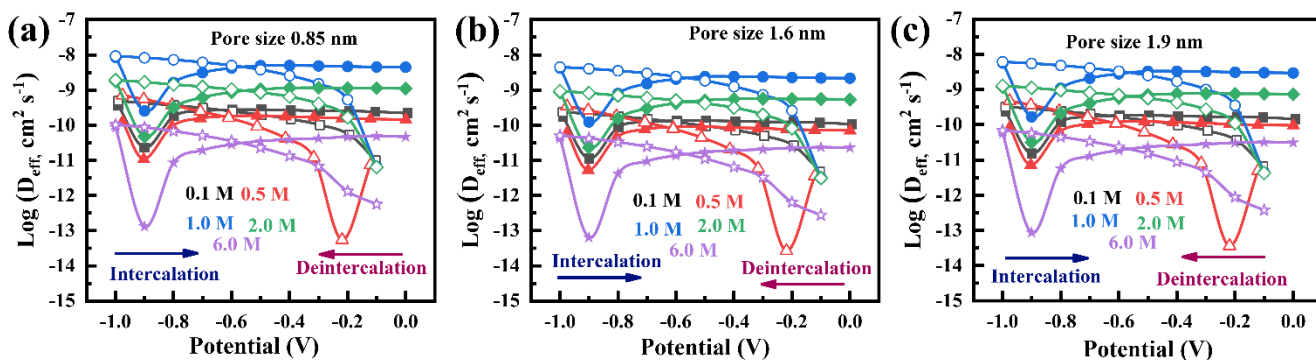 (a)
Pore size 0.85 nm
Log (D_eff, cm² s⁻¹)
-7
-8
-9
-10
-11
-12
-13
-14
-15
0.1 M 0.5 M
1.0 M 2.0 M
6.0 M
Intercalation
Deintercalation
-1.0 -0.8 -0.6 -0.4 -0.2 0.0
Potential (V)
(b)
Pore size 1.6 nm
Log (D_eff, cm² s⁻¹)
-7
-8
-9
-10
-11
-12
-13
-14
-15
0.1 M 0.5 M
1.0 M 2.0 M
6.0 M
Intercalation
Deintercalation
-1.0 -0.8 -0.6 -0.4 -0.2 0.0
Potential (V)
(c)
Pore size 1.9 nm
Log (D_eff, cm² s⁻¹)
-7
-8
-9
-10
-11
-12
-13
-14
-15
0.1 M 0.5 M
1.0 M 2.0 M
6.0 M
Intercalation
Deintercalation
-1.0 -0.8 -0.6 -0.4 -0.2 0.0
Potential (V)